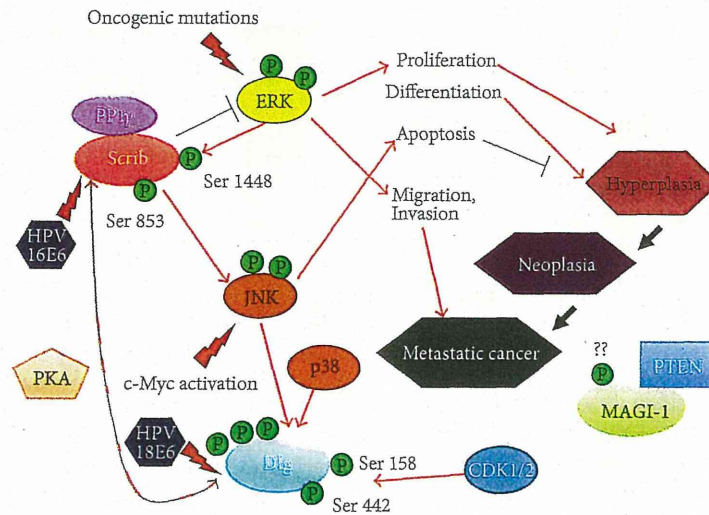 Oncogenic mutations
P
P
ERK
Proliferation
Differentiation
Apoptosis
PP1γ
Scrib
P
Ser 1448
P
Ser 853
Hyperplasia
Migration,
Invasion
HPV
16E6
Neoplasia
P
P
JNK
Metastatic cancer
??
P
PTEN
MAGI-1
PKA
c-Myc activation
p38
HPV
18E6
P
P
P
Dlg
P
Ser 158
CDK1/2
P
Ser 442